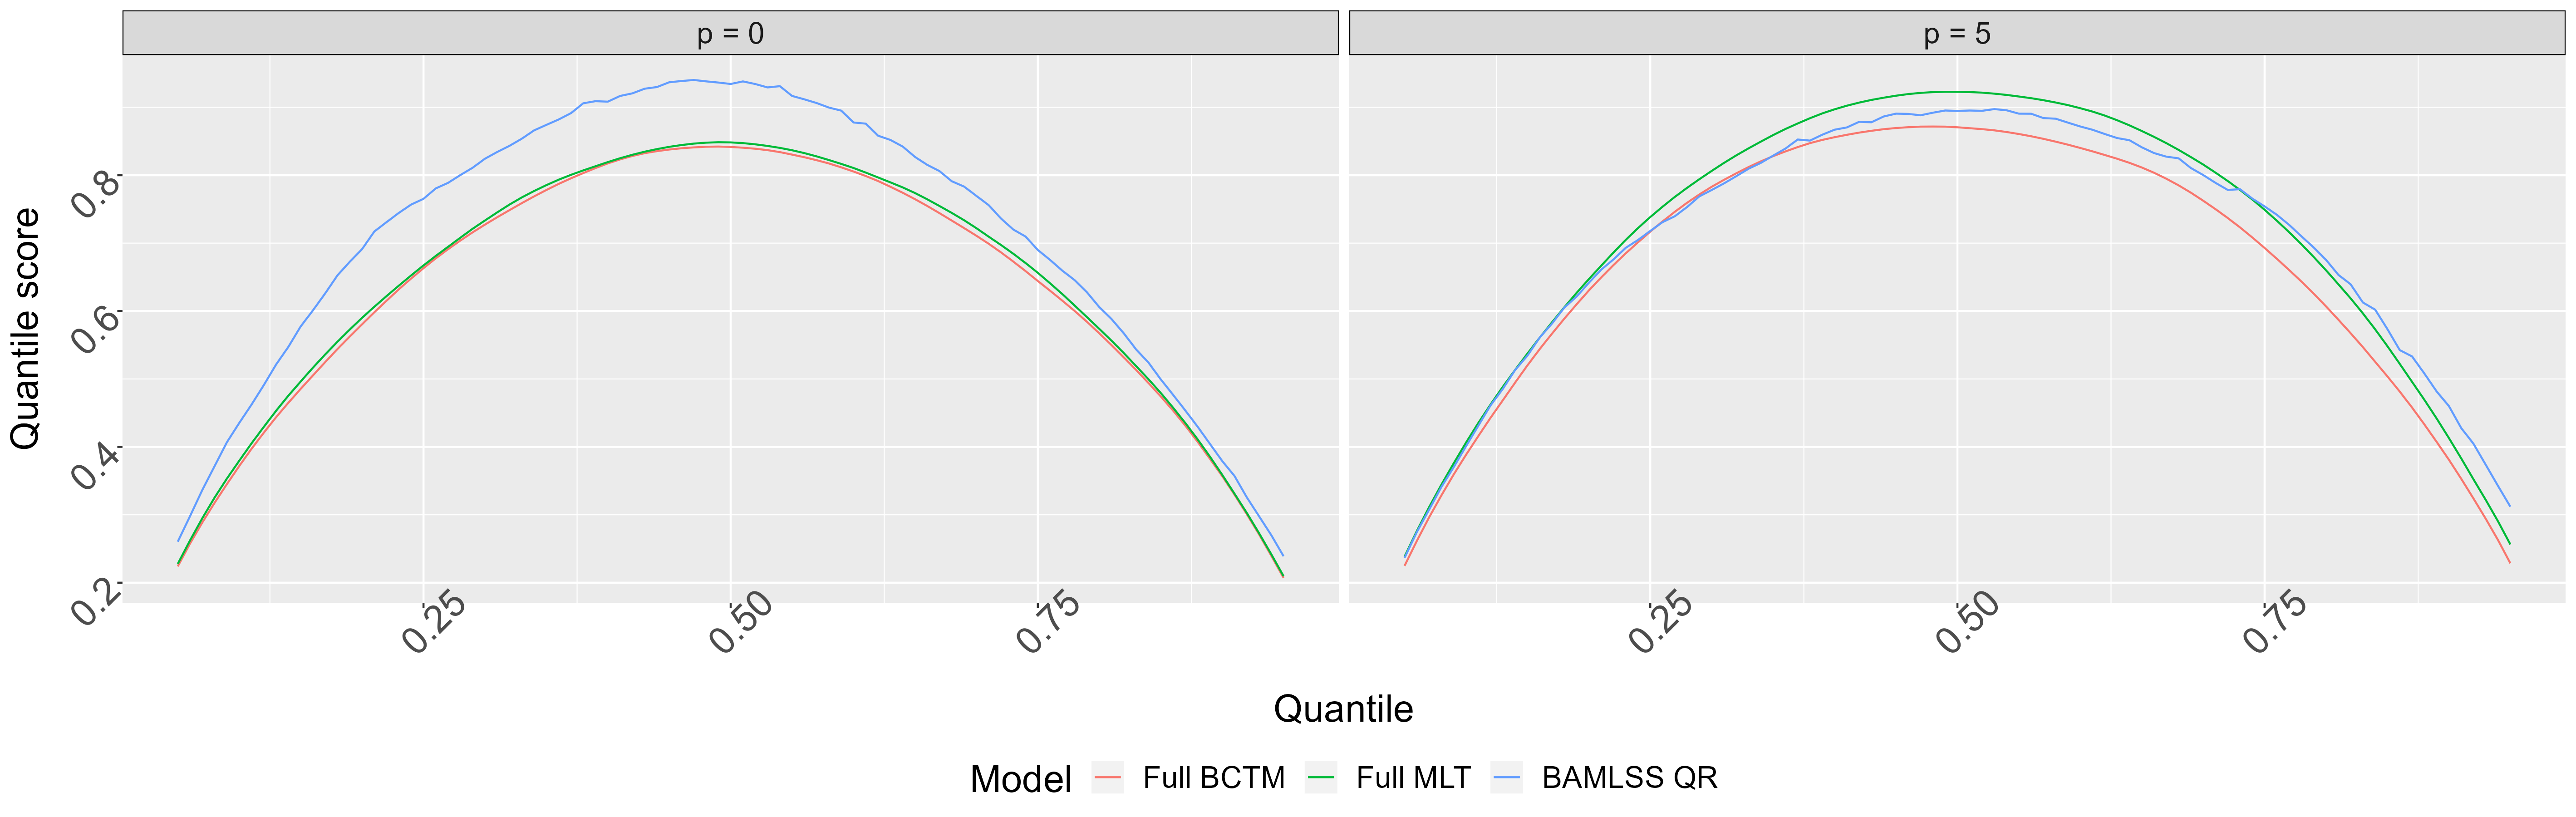 p = 0
p = 5
Quantile score
0.8
0.6
0.4
0.2
0.25
0.50
0.75
0.25
0.50
0.75
Quantile
Model
Full BCTM
Full MLT
BAMLSS QR